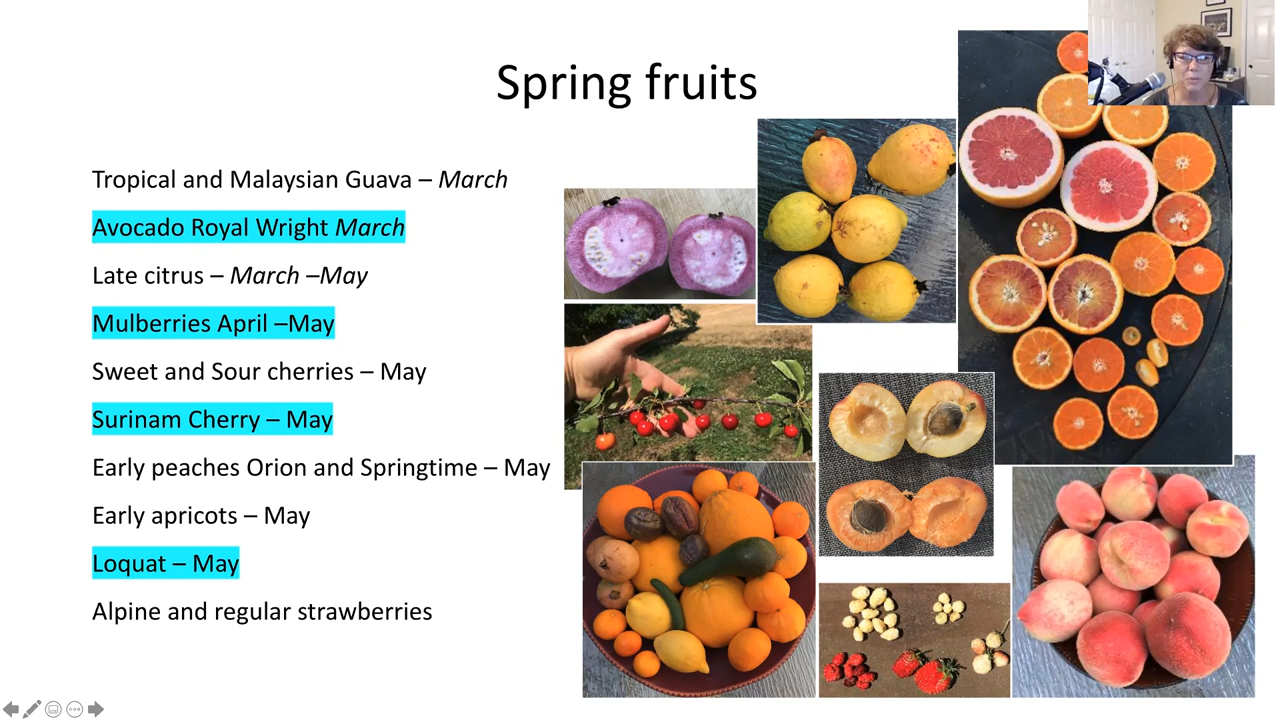 Spring fruits
Tropical and Malaysian Guava – March
Avocado Royal Wright March
Late citrus – March –May
Mulberries April –May
Sweet and Sour cherries – May
Surinam Cherry – May
Early peaches Orion and Springtime – May
Early apricots – May
Loquat – May
Alpine and regular strawberries